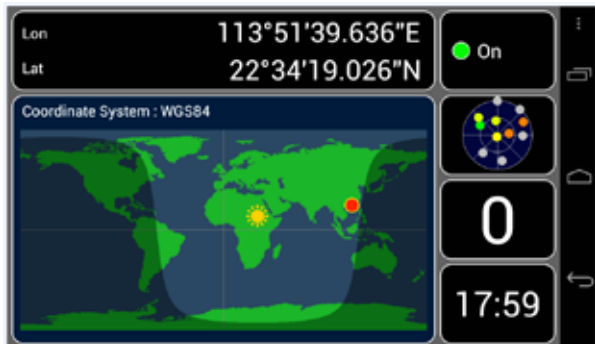 Lon 113°51'39.636"E
Lat 22°34'19.026"N
On
Coordinate System : WGS84
0
17:59